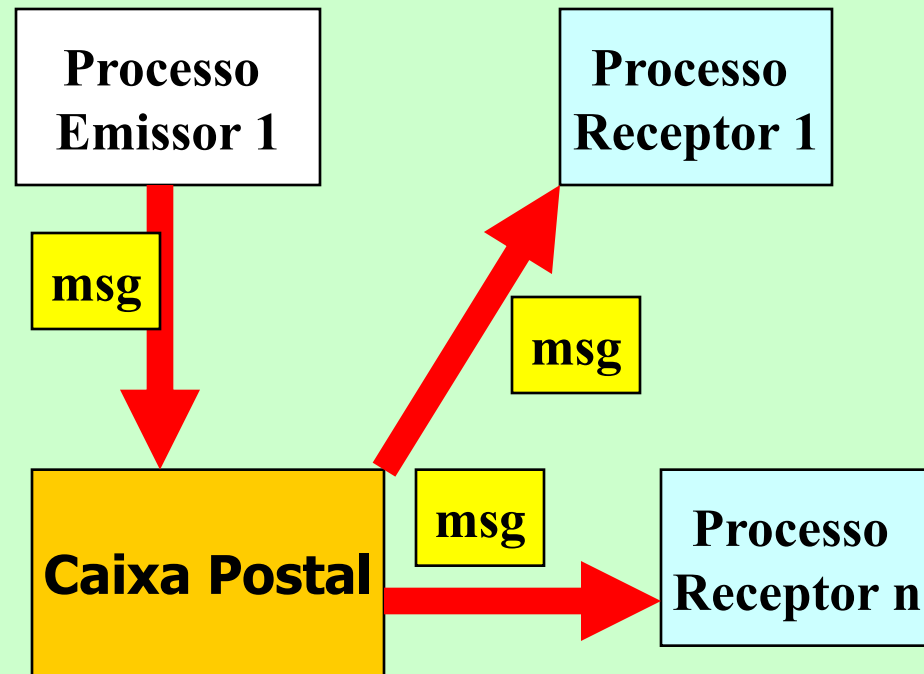 Processo
Emissor 1
Processo
Receptor 1
msg
msg
msg
Caixa Postal
Processo
Receptor n